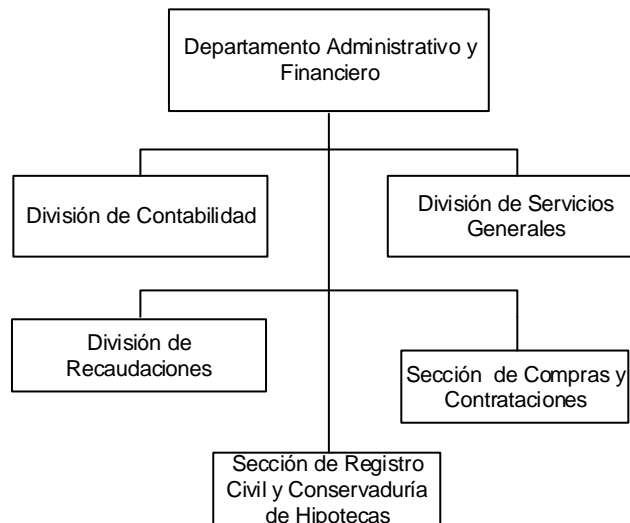 Departamento Administrativo y
Financiero
División de Contabilidad
División de Servicios
Generales
División de
Recaudaciones
Sección de Compras y
Contrataciones
Sección de Registro
Civil y Conservaduría
de Hipotecas